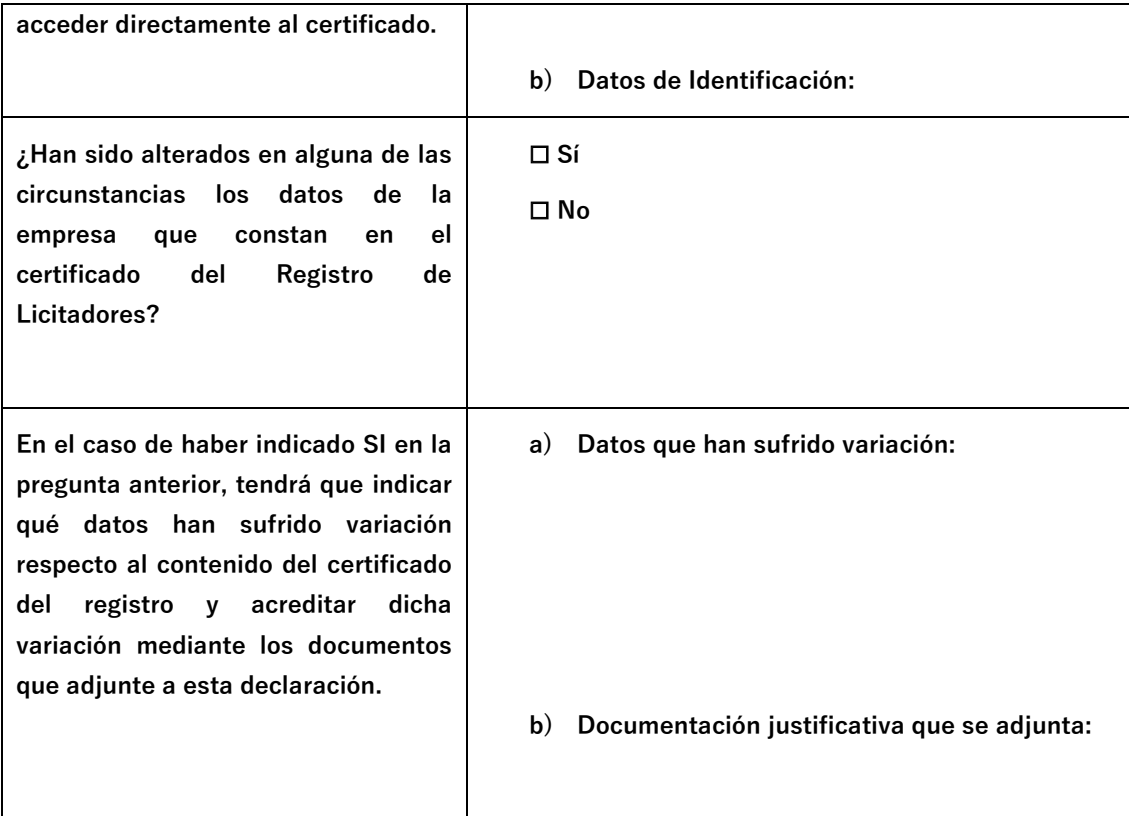 acceder directamente al certificado.
b) Datos de Identificación:
¿Han sido alterados en alguna de las
circunstancias los datos de la
empresa que constan en el
certificado del Registro de
Licitadores?
☐ Sí
☐ No
En el caso de haber indicado SI en la
pregunta anterior, tendrá que indicar
qué datos han sufrido variación
respecto al contenido del certificado
del registro y acreditar dicha
variación mediante los documentos
que adjunte a esta declaración.
a) Datos que han sufrido variación:
b) Documentación justificativa que se adjunta: